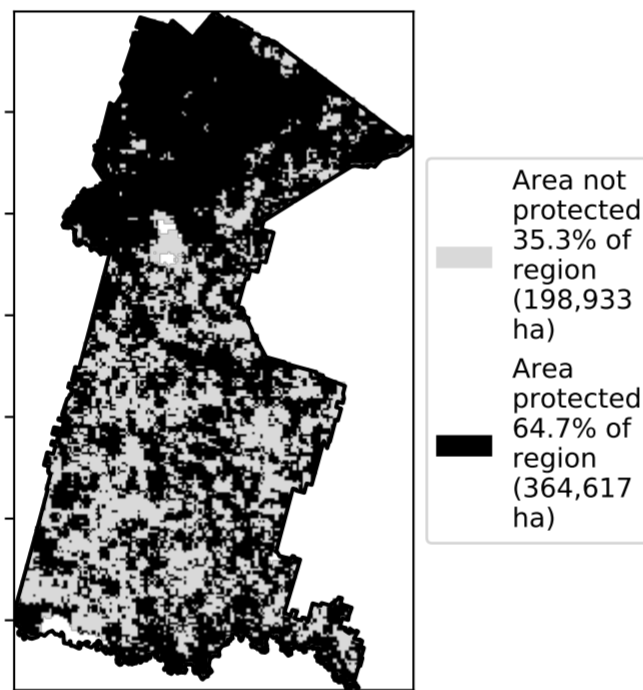 Area not
protected
35.3% of
region
(198,933
ha)
Area
protected
64.7% of
region
(364,617
ha)